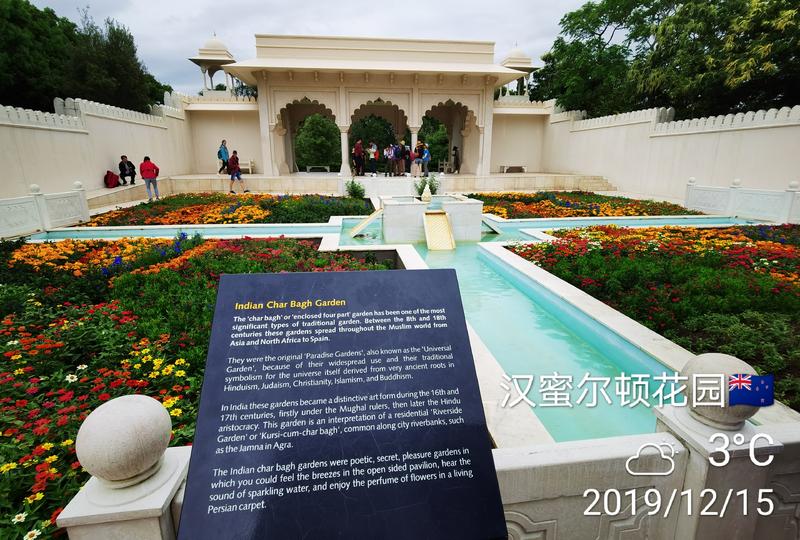 Indian Char Bagh Garden
The 'char bagh' or 'enclosed four part' garden has been one of the most
significant types of traditional garden. Between the 8th and 18th
centuries these gardens spread throughout the Muslim world from
Asia and North Africa to Spain.
They were the original 'Paradise Gardens', also known as the 'Universal
Garden', because of their widespread use and their traditional
symbolism for the universe itself derived from very ancient roots in
Hinduism, Judaism, Christianity, Islamism, and Buddhism.
In India these gardens became a distinctive art form during the 16th and
17th centuries, firstly under the Mughal rulers, then later the Hindu
aristocracy. This garden is an interpretation of a residential 'Riverside
Garden' or 'Kursi-cum-char bagh', common along city riverbanks, such
as the Jamna in Agra.
The Indian char bagh gardens were poetic, secret, pleasure gardens in
which you could feel the breezes in the open sided pavilion, hear the
sound of sparkling water, and enjoy the perfume of flowers in a living
Persian carpet.
汉蜜尔顿花园
3°C
2019/12/15